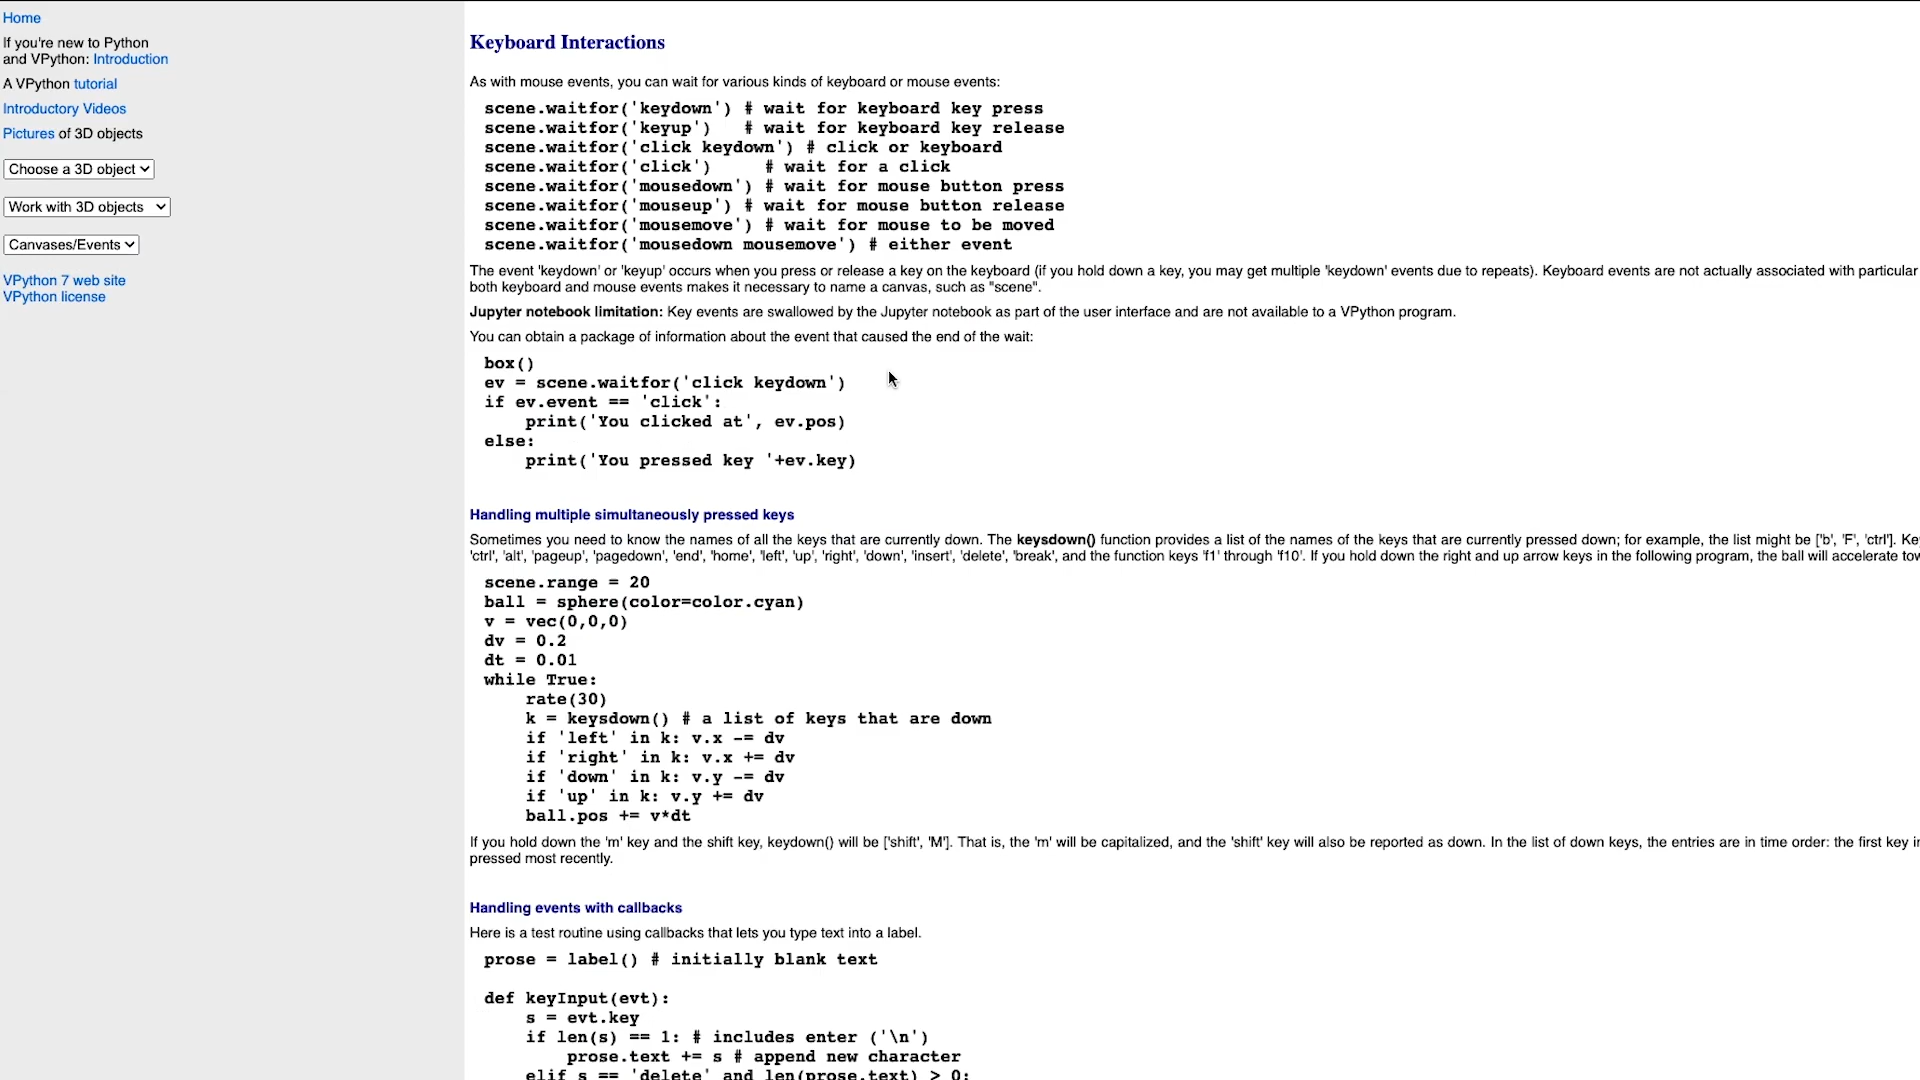 Home
If you're new to Python
and VPython: Introduction
A VPython tutorial
Introductory Videos
Pictures of 3D objects
Choose a 3D object
Work with 3D objects
Canvases/Events
VPython 7 web site
VPython license
Keyboard Interactions
As with mouse events, you can wait for various kinds of keyboard or mouse events:
scene.waitfor('keydown') # wait for keyboard key press
scene.waitfor('keyup')   # wait for keyboard key release
scene.waitfor('click keydown') # click or keyboard
scene.waitfor('click')     # wait for a click
scene.waitfor('mousedown') # wait for mouse button press
scene.waitfor('mouseup') # wait for mouse button release
scene.waitfor('mousemove') # wait for mouse to be moved
scene.waitfor('mousedown mousemove') # either event
The event 'keydown' or 'keyup' occurs when you press or release a key on the keyboard (if you hold down a key, you may get multiple 'keydown' events due to repeats). Keyboard events are not actually associated with particular
both keyboard and mouse events makes it necessary to name a canvas, such as "scene".
Jupyter notebook limitation: Key events are swallowed by the Jupyter notebook as part of the user interface and are not available to a VPython program.
You can obtain a package of information about the event that caused the end of the wait:
box()
ev = scene.waitfor('click keydown')
if ev.event == 'click':
    print('You clicked at', ev.pos)
else:
    print('You pressed key '+ev.key)
Handling multiple simultaneously pressed keys
Sometimes you need to know the names of all the keys that are currently down. The keysdown() function provides a list of the names of the keys that are currently pressed down; for example, the list might be ['b', 'F', 'ctrl']. Ke
'ctrl', 'alt', 'pageup', 'pagedown', 'end', 'home', 'left', 'up', 'right', 'down', 'insert', 'delete', 'break', and the function keys 'f1' through 'f10'. If you hold down the right and up arrow keys in the following program, the ball will accelerate tow
scene.range = 20
ball = sphere(color=color.cyan)
v = vec(0,0,0)
dv = 0.2
dt = 0.01
while True:
    rate(30)
    k = keysdown() # a list of keys that are down
    if 'left' in k: v.x -= dv
    if 'right' in k: v.x += dv
    if 'down' in k: v.y -= dv
    if 'up' in k: v.y += dv
    ball.pos += v*dt
If you hold down the 'm' key and the shift key, keydown() will be ['shift', 'M']. That is, the 'm' will be capitalized, and the 'shift' key will also be reported as down. In the list of down keys, the entries are in time order: the first key in
pressed most recently.
Handling events with callbacks
Here is a test routine using callbacks that lets you type text into a label.
prose = label() # initially blank text
def keyInput(evt):
    s = evt.key
    if len(s) == 1: # includes enter ('\n')
        prose.text += s # append new character
    elif s == 'delete' and len(prose.text) > 0: